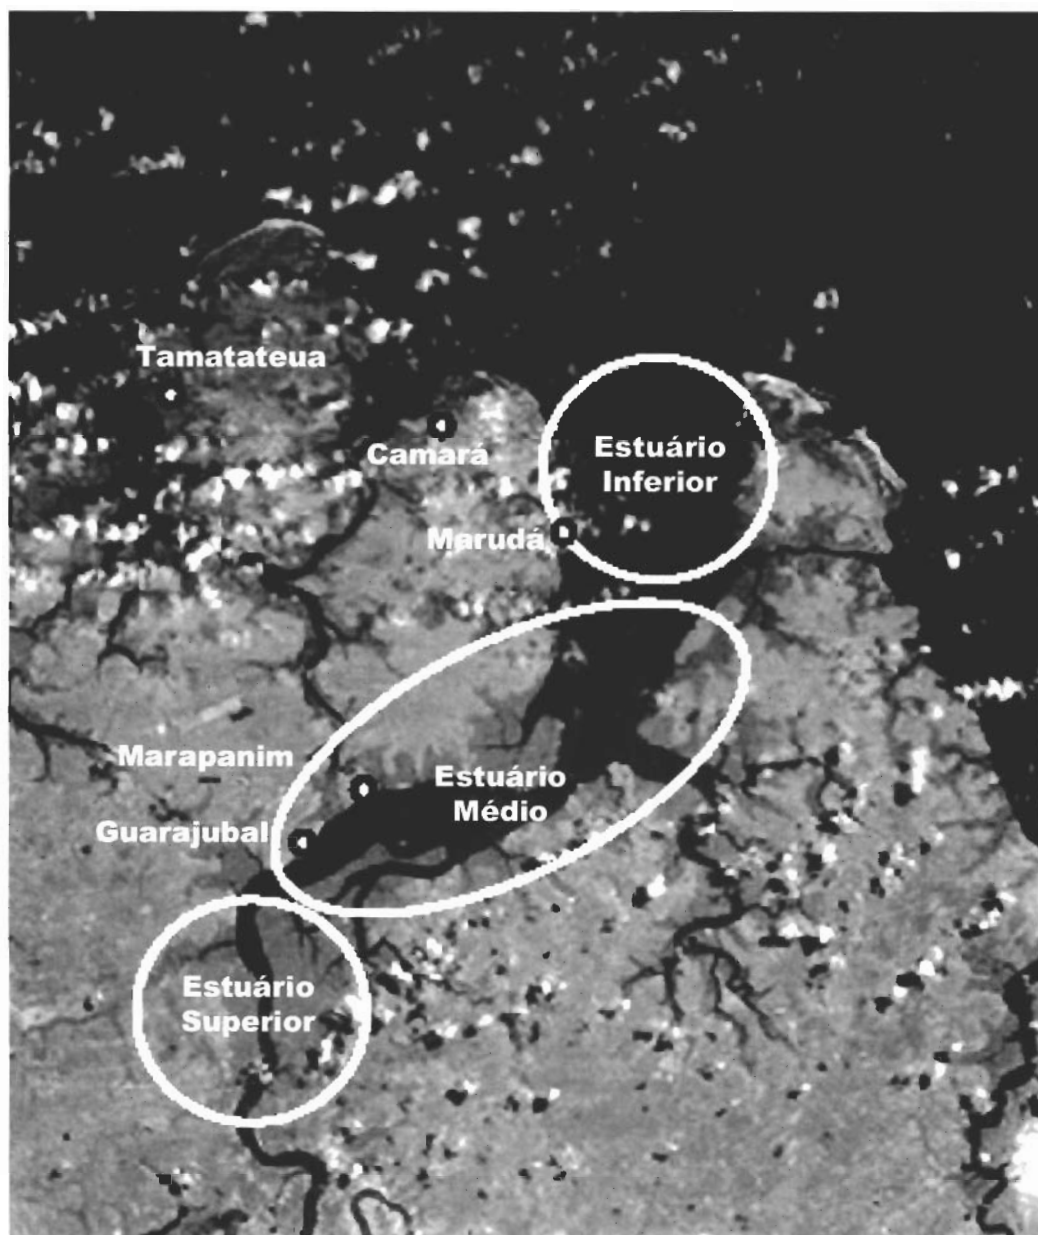 Tamatateua
Camará
Estuário
Inferior
Marudá
Marapanim
Estuário
Médio
Guarajubal
Estuário
Superior